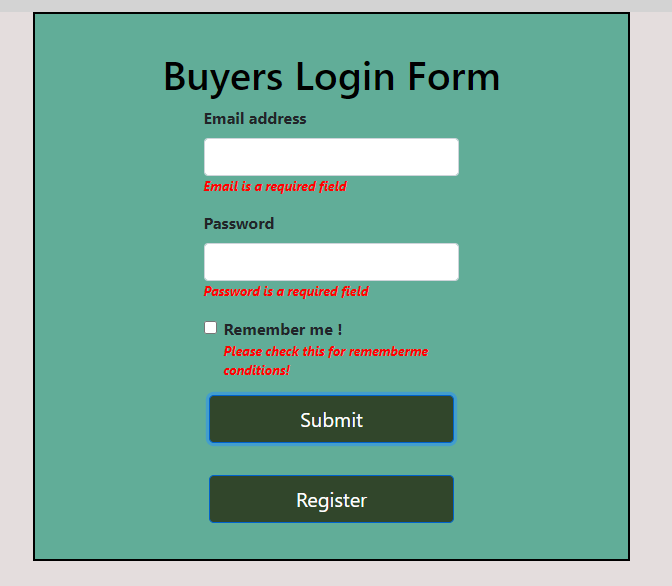 Buyers Login Form
Email address
Email is a required field
Password
Password is a required field
Remember me !
Please check this for rememberme
conditions!
Submit
Register